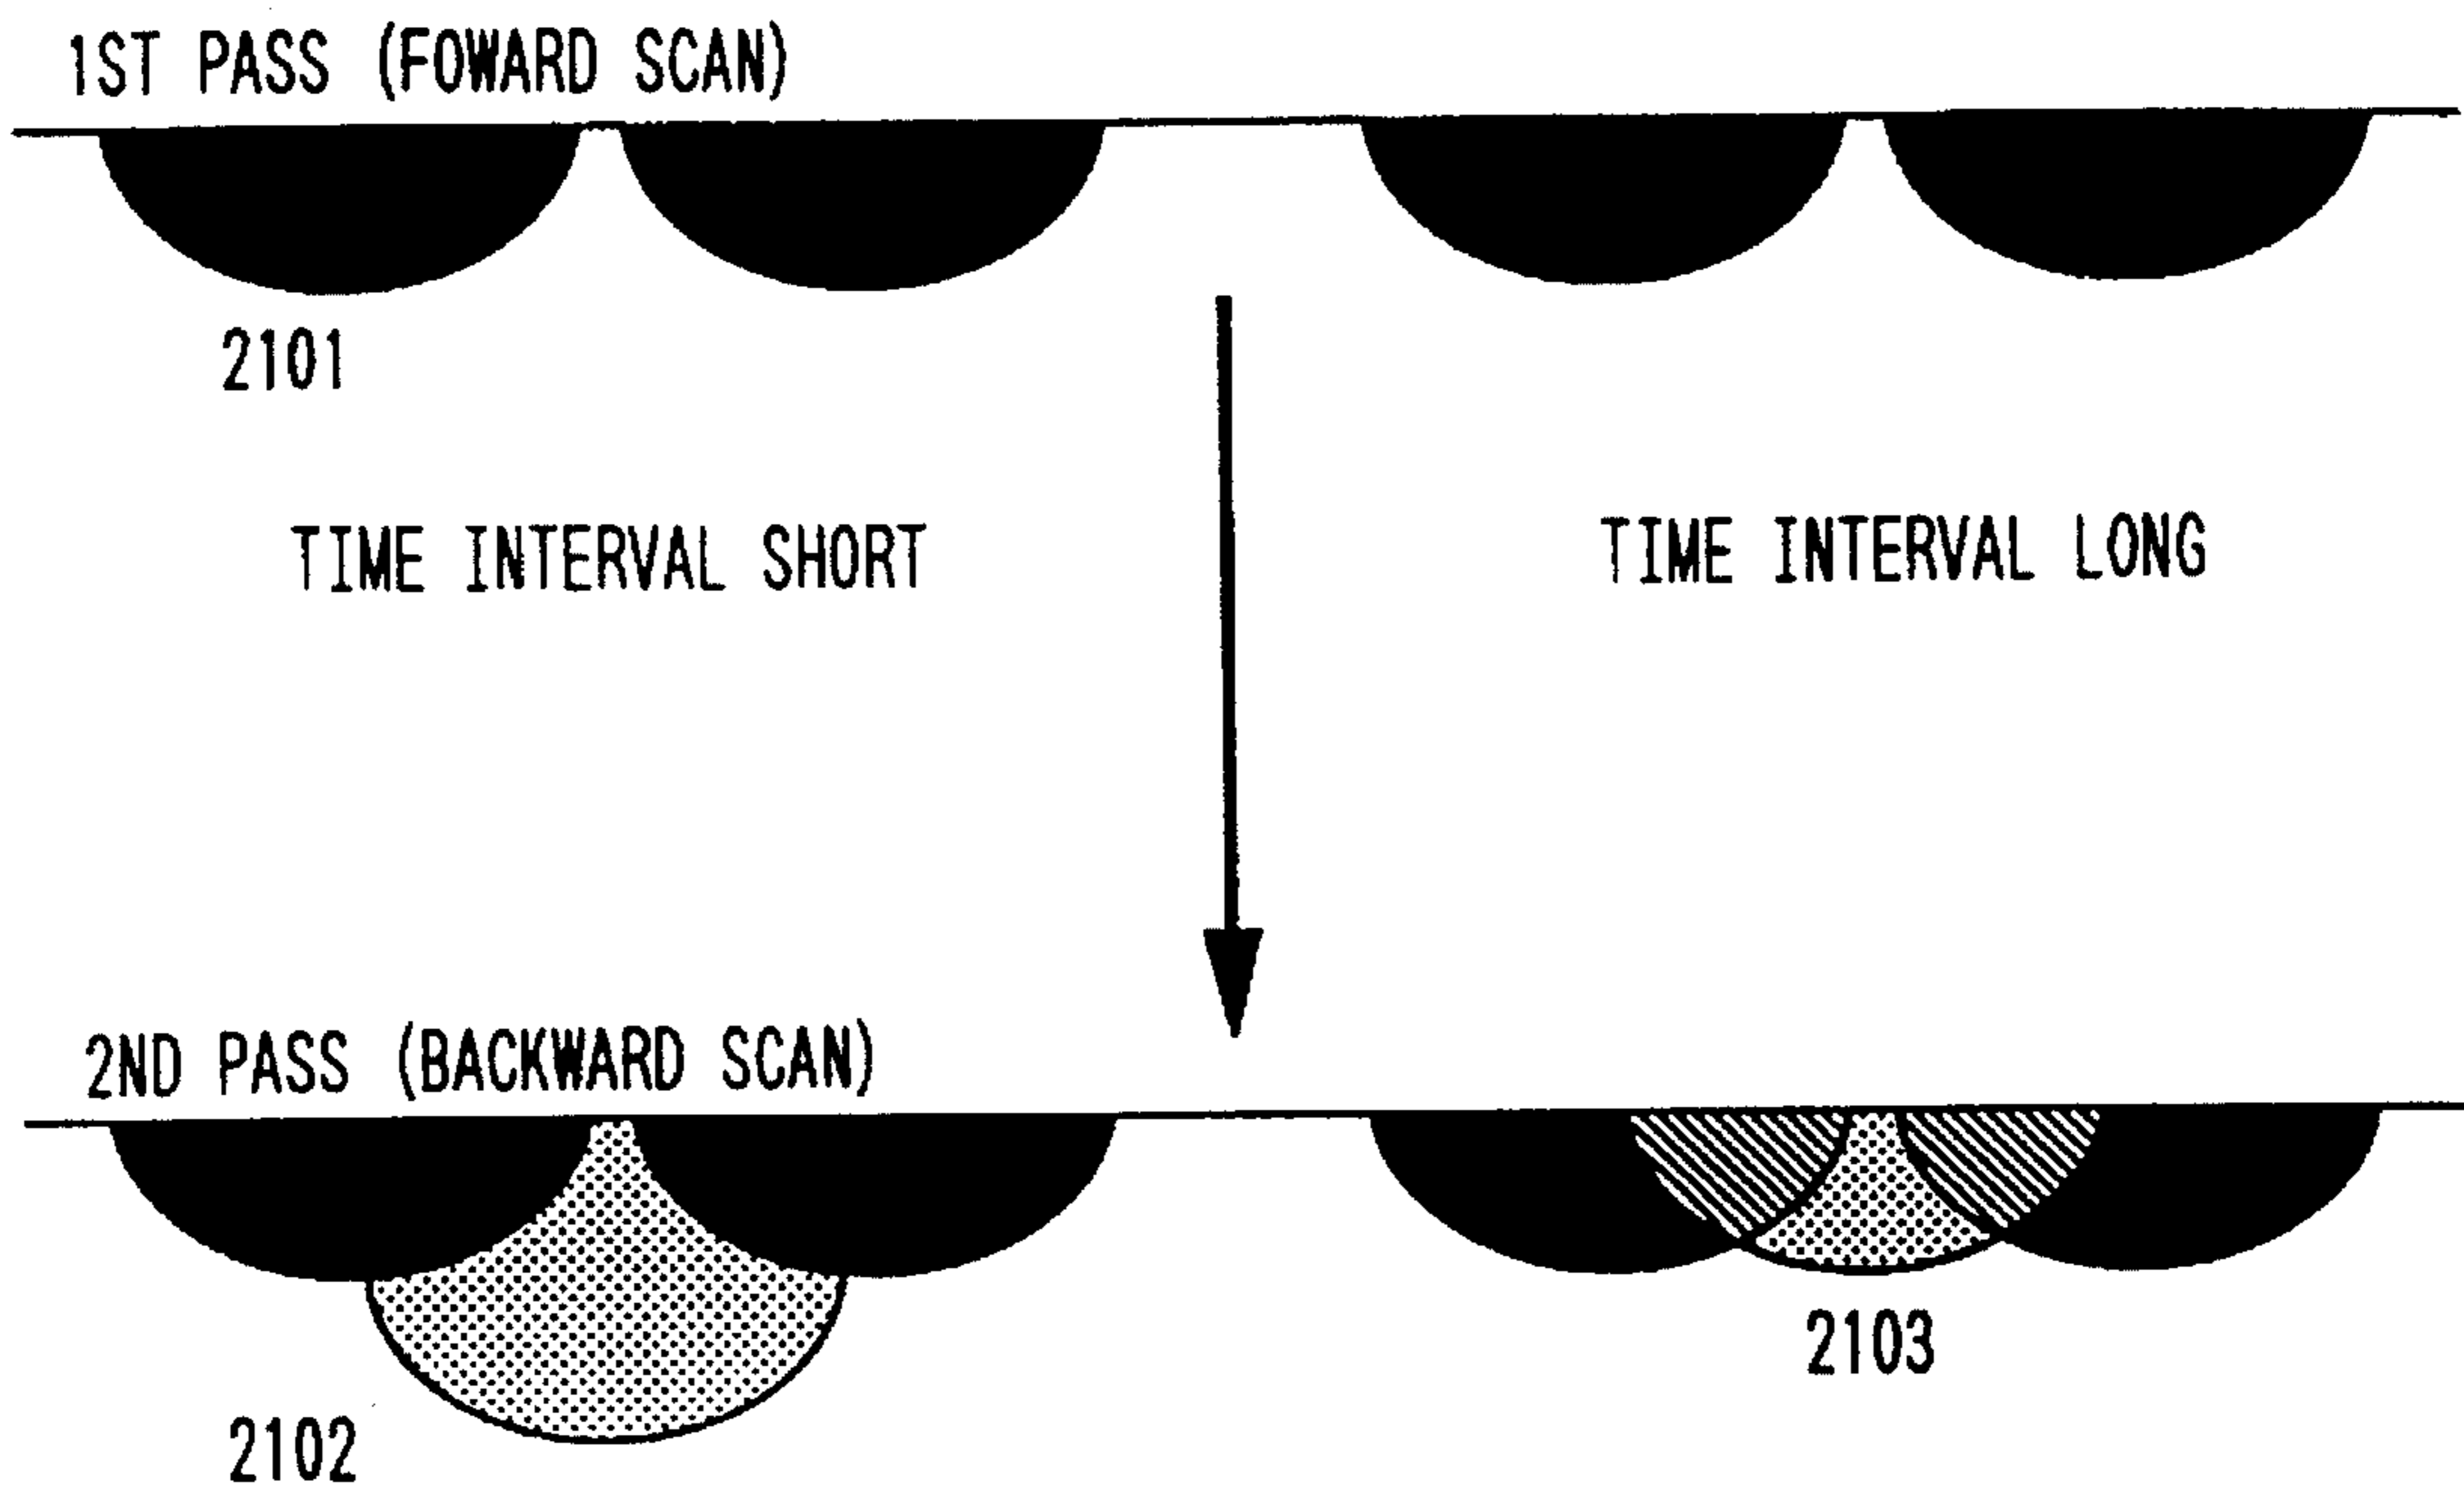 1ST PASS (FOWARD SCAN)
2101
TIME INTERVAL SHORT
TIME INTERVAL LONG
2ND PASS (BACKWARD SCAN)
2103
2102